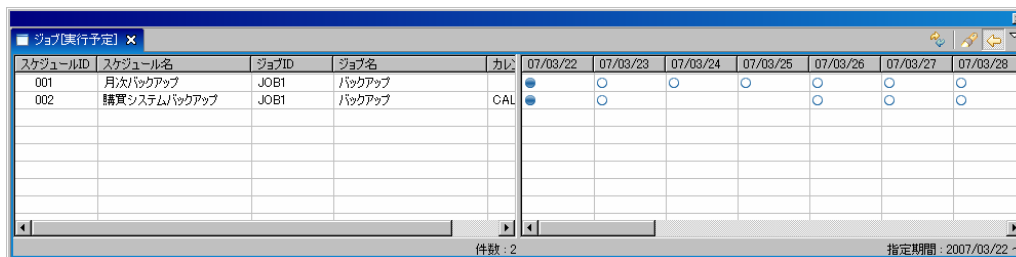 ジョブ[実行予定]
スケジュールID スケジュール名 ジョブID ジョブ名 カレン 07/03/22 07/03/23 07/03/24 07/03/25 07/03/26 07/03/27 07/03/28
001 月次バックアップ JOB1 バックアップ
002 購買システムバックアップ JOB1 バックアップ CAL
件数 : 2 指定期間 : 2007/03/22 ~